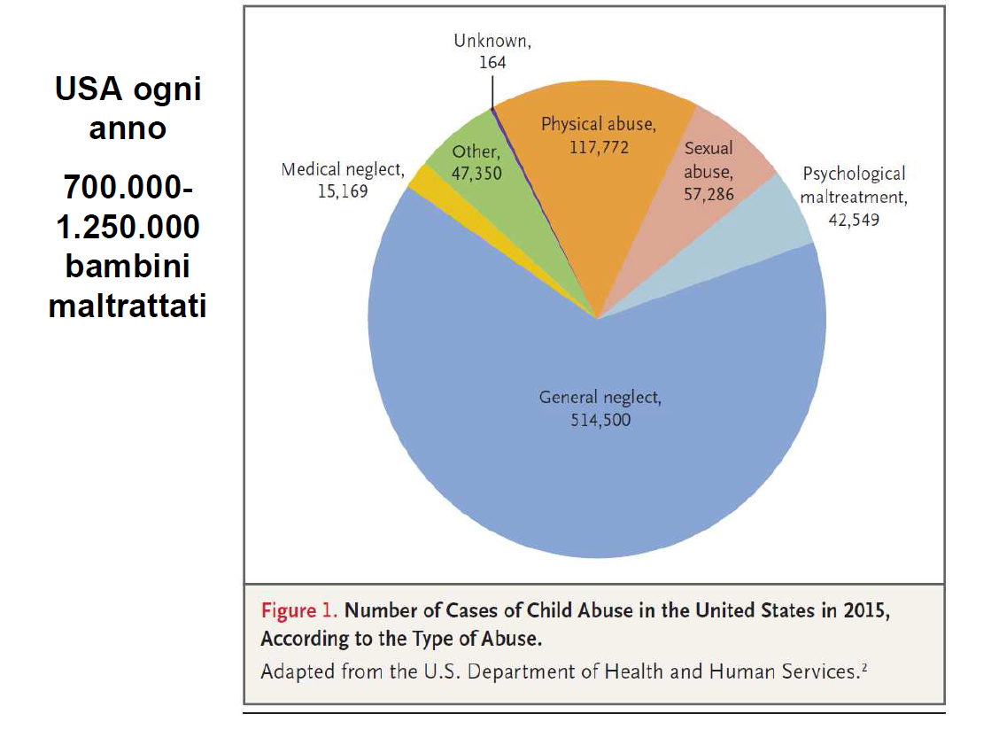 USA ogni
anno
700.000-
1.250.000
bambini
maltrattati
Unknown,
164
Physical abuse,
117,772
Sexual
abuse,
57,286
Psychological
maltreatment,
42,549
Other,
47,350
Medical neglect,
15,169
General neglect,
514,500
Figure 1. Number of Cases of Child Abuse in the United States in 2015,
According to the Type of Abuse.
Adapted from the U.S. Department of Health and Human Services.²